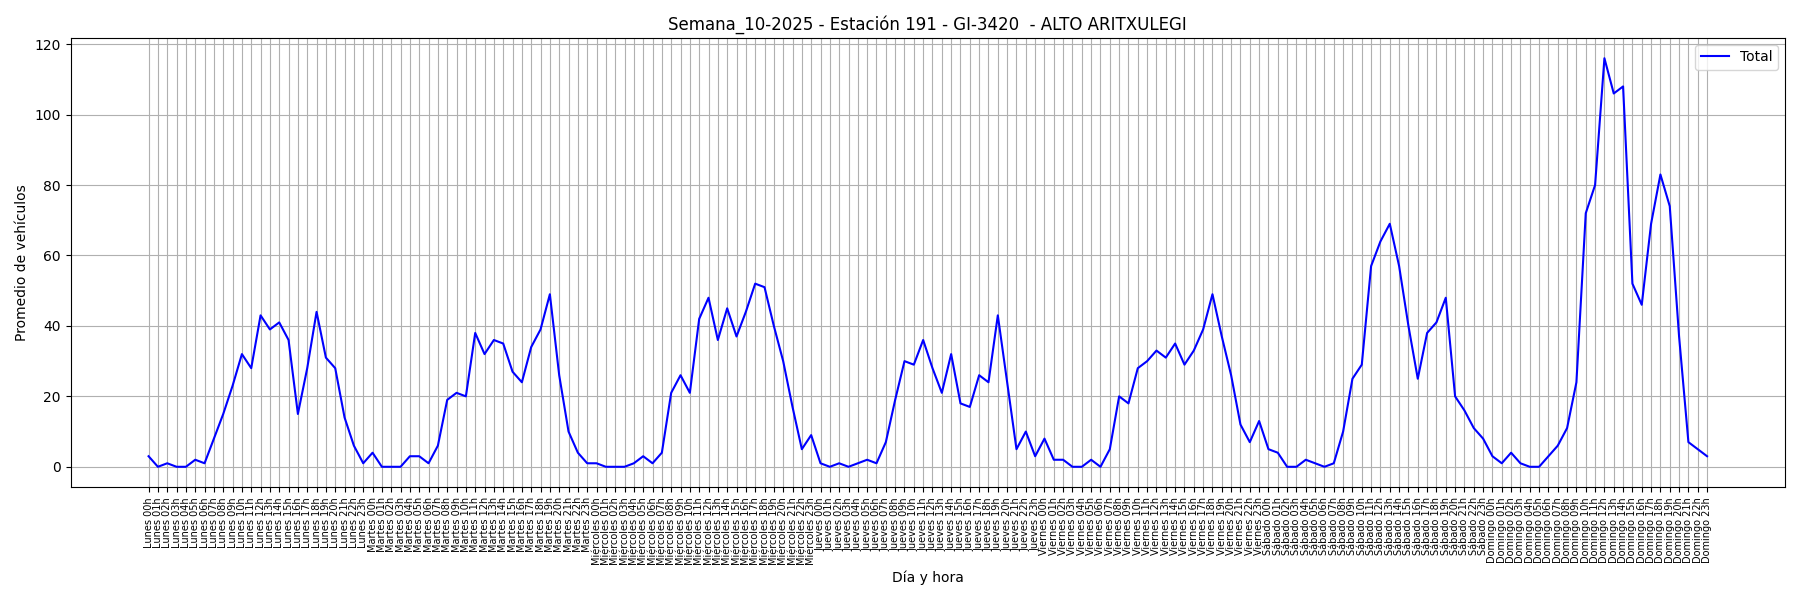 Semana_10-2025 - Estación 191 - GI-3420  - ALTO ARITXULEGI
Total
Promedio de vehículos
120
100
80
60
40
20
0
Lunes 00h
Lunes 01h
Lunes 02h
Lunes 03h
Lunes 04h
Lunes 05h
Lunes 06h
Lunes 07h
Lunes 08h
Lunes 09h
Lunes 10h
Lunes 11h
Lunes 12h
Lunes 13h
Lunes 14h
Lunes 15h
Lunes 16h
Lunes 17h
Lunes 18h
Lunes 19h
Lunes 20h
Lunes 21h
Lunes 22h
Lunes 23h
Martes 00h
Martes 01h
Martes 02h
Martes 03h
Martes 04h
Martes 05h
Martes 06h
Martes 07h
Martes 08h
Martes 09h
Martes 10h
Martes 11h
Martes 12h
Martes 13h
Martes 14h
Martes 15h
Martes 16h
Martes 17h
Martes 18h
Martes 19h
Martes 20h
Martes 21h
Martes 22h
Martes 23h
Miércoles 00h
Miércoles 01h
Miércoles 02h
Miércoles 03h
Miércoles 04h
Miércoles 05h
Miércoles 06h
Miércoles 07h
Miércoles 08h
Miércoles 09h
Miércoles 10h
Miércoles 11h
Miércoles 12h
Miércoles 13h
Miércoles 14h
Miércoles 15h
Miércoles 16h
Miércoles 17h
Miércoles 18h
Miércoles 19h
Miércoles 20h
Miércoles 21h
Miércoles 22h
Miércoles 23h
Jueves 00h
Jueves 01h
Jueves 02h
Jueves 03h
Jueves 04h
Jueves 05h
Jueves 06h
Jueves 07h
Jueves 08h
Jueves 09h
Jueves 10h
Jueves 11h
Jueves 12h
Jueves 13h
Jueves 14h
Jueves 15h
Jueves 16h
Jueves 17h
Jueves 18h
Jueves 19h
Jueves 20h
Jueves 21h
Jueves 22h
Jueves 23h
Viernes 00h
Viernes 01h
Viernes 02h
Viernes 03h
Viernes 04h
Viernes 05h
Viernes 06h
Viernes 07h
Viernes 08h
Viernes 09h
Viernes 10h
Viernes 11h
Viernes 12h
Viernes 13h
Viernes 14h
Viernes 15h
Viernes 16h
Viernes 17h
Viernes 18h
Viernes 19h
Viernes 20h
Viernes 21h
Viernes 22h
Viernes 23h
Sábado 00h
Sábado 01h
Sábado 02h
Sábado 03h
Sábado 04h
Sábado 05h
Sábado 06h
Sábado 07h
Sábado 08h
Sábado 09h
Sábado 10h
Sábado 11h
Sábado 12h
Sábado 13h
Sábado 14h
Sábado 15h
Sábado 16h
Sábado 17h
Sábado 18h
Sábado 19h
Sábado 20h
Sábado 21h
Sábado 22h
Sábado 23h
Domingo 00h
Domingo 01h
Domingo 02h
Domingo 03h
Domingo 04h
Domingo 05h
Domingo 06h
Domingo 07h
Domingo 08h
Domingo 09h
Domingo 10h
Domingo 11h
Domingo 12h
Domingo 13h
Domingo 14h
Domingo 15h
Domingo 16h
Domingo 17h
Domingo 18h
Domingo 19h
Domingo 20h
Domingo 21h
Domingo 22h
Domingo 23h
Día y hora